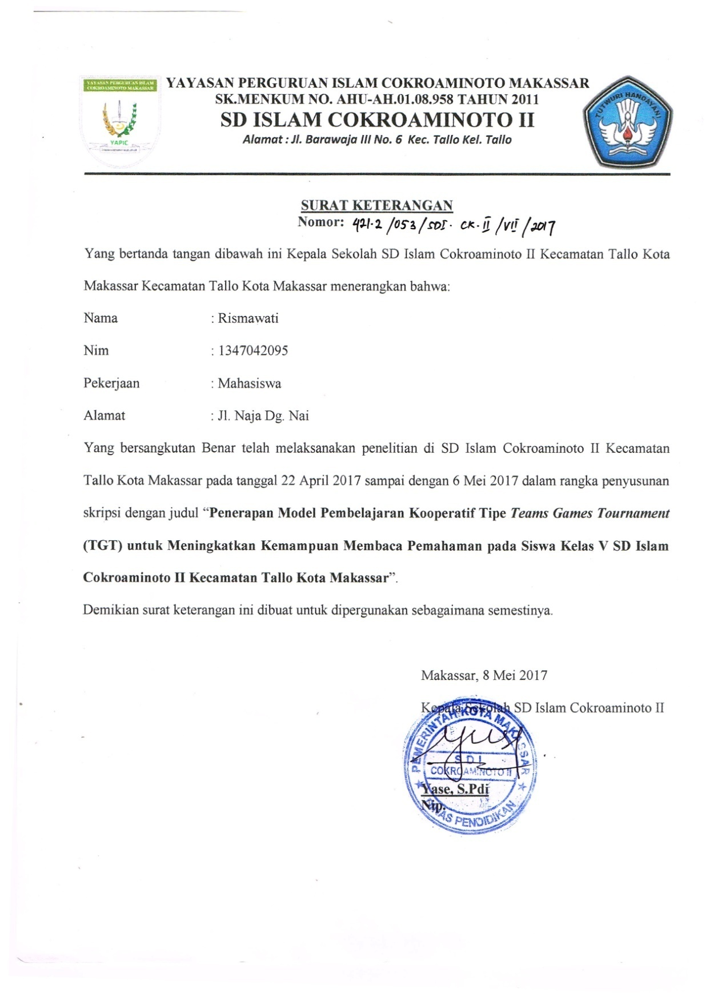 YAYASAN PERGURUAN ISLAM
COKROAMINOTO MAKASSAR
YAPIC
YAYASAN PERGURUAN ISLAM COKROAMINOTO MAKASSAR
SK.MENKUM NO. AHU-AH.01.08.958 TAHUN 2011
SD ISLAM COKROAMINOTO II
Alamat : Jl. Barawaja III No. 6 Kec. Tallo Kel. Tallo
TUTWURI HANDAYANI
SURAT KETERANGAN
Nomor: 421.2 /053/SDI. CK. II /VII /2017
Yang bertanda tangan dibawah ini Kepala Sekolah SD Islam Cokroaminoto II Kecamatan Tallo Kota
Makassar Kecamatan Tallo Kota Makassar menerangkan bahwa:
Nama : Rismawati
Nim : 1347042095
Pekerjaan : Mahasiswa
Alamat : Jl. Naja Dg. Nai
Yang bersangkutan Benar telah melaksanakan penelitian di SD Islam Cokroaminoto II Kecamatan
Tallo Kota Makassar pada tanggal 22 April 2017 sampai dengan 6 Mei 2017 dalam rangka penyusunan
skripsi dengan judul “Penerapan Model Pembelajaran Kooperatif Tipe Teams Games Tournament
(TGT) untuk Meningkatkan Kemampuan Membaca Pemahaman pada Siswa Kelas V SD Islam
Cokroaminoto II Kecamatan Tallo Kota Makassar”.
Demikian surat keterangan ini dibuat untuk dipergunakan sebagaimana semestinya.
Makassar, 8 Mei 2017
Kepala Sekolah SD Islam Cokroaminoto II
PEMERINTAH KOTA MAKASSAR
S D I
COKROAMINOTO II
Yase, S.Pdi
Nip.
DINAS PENDIDIKAN